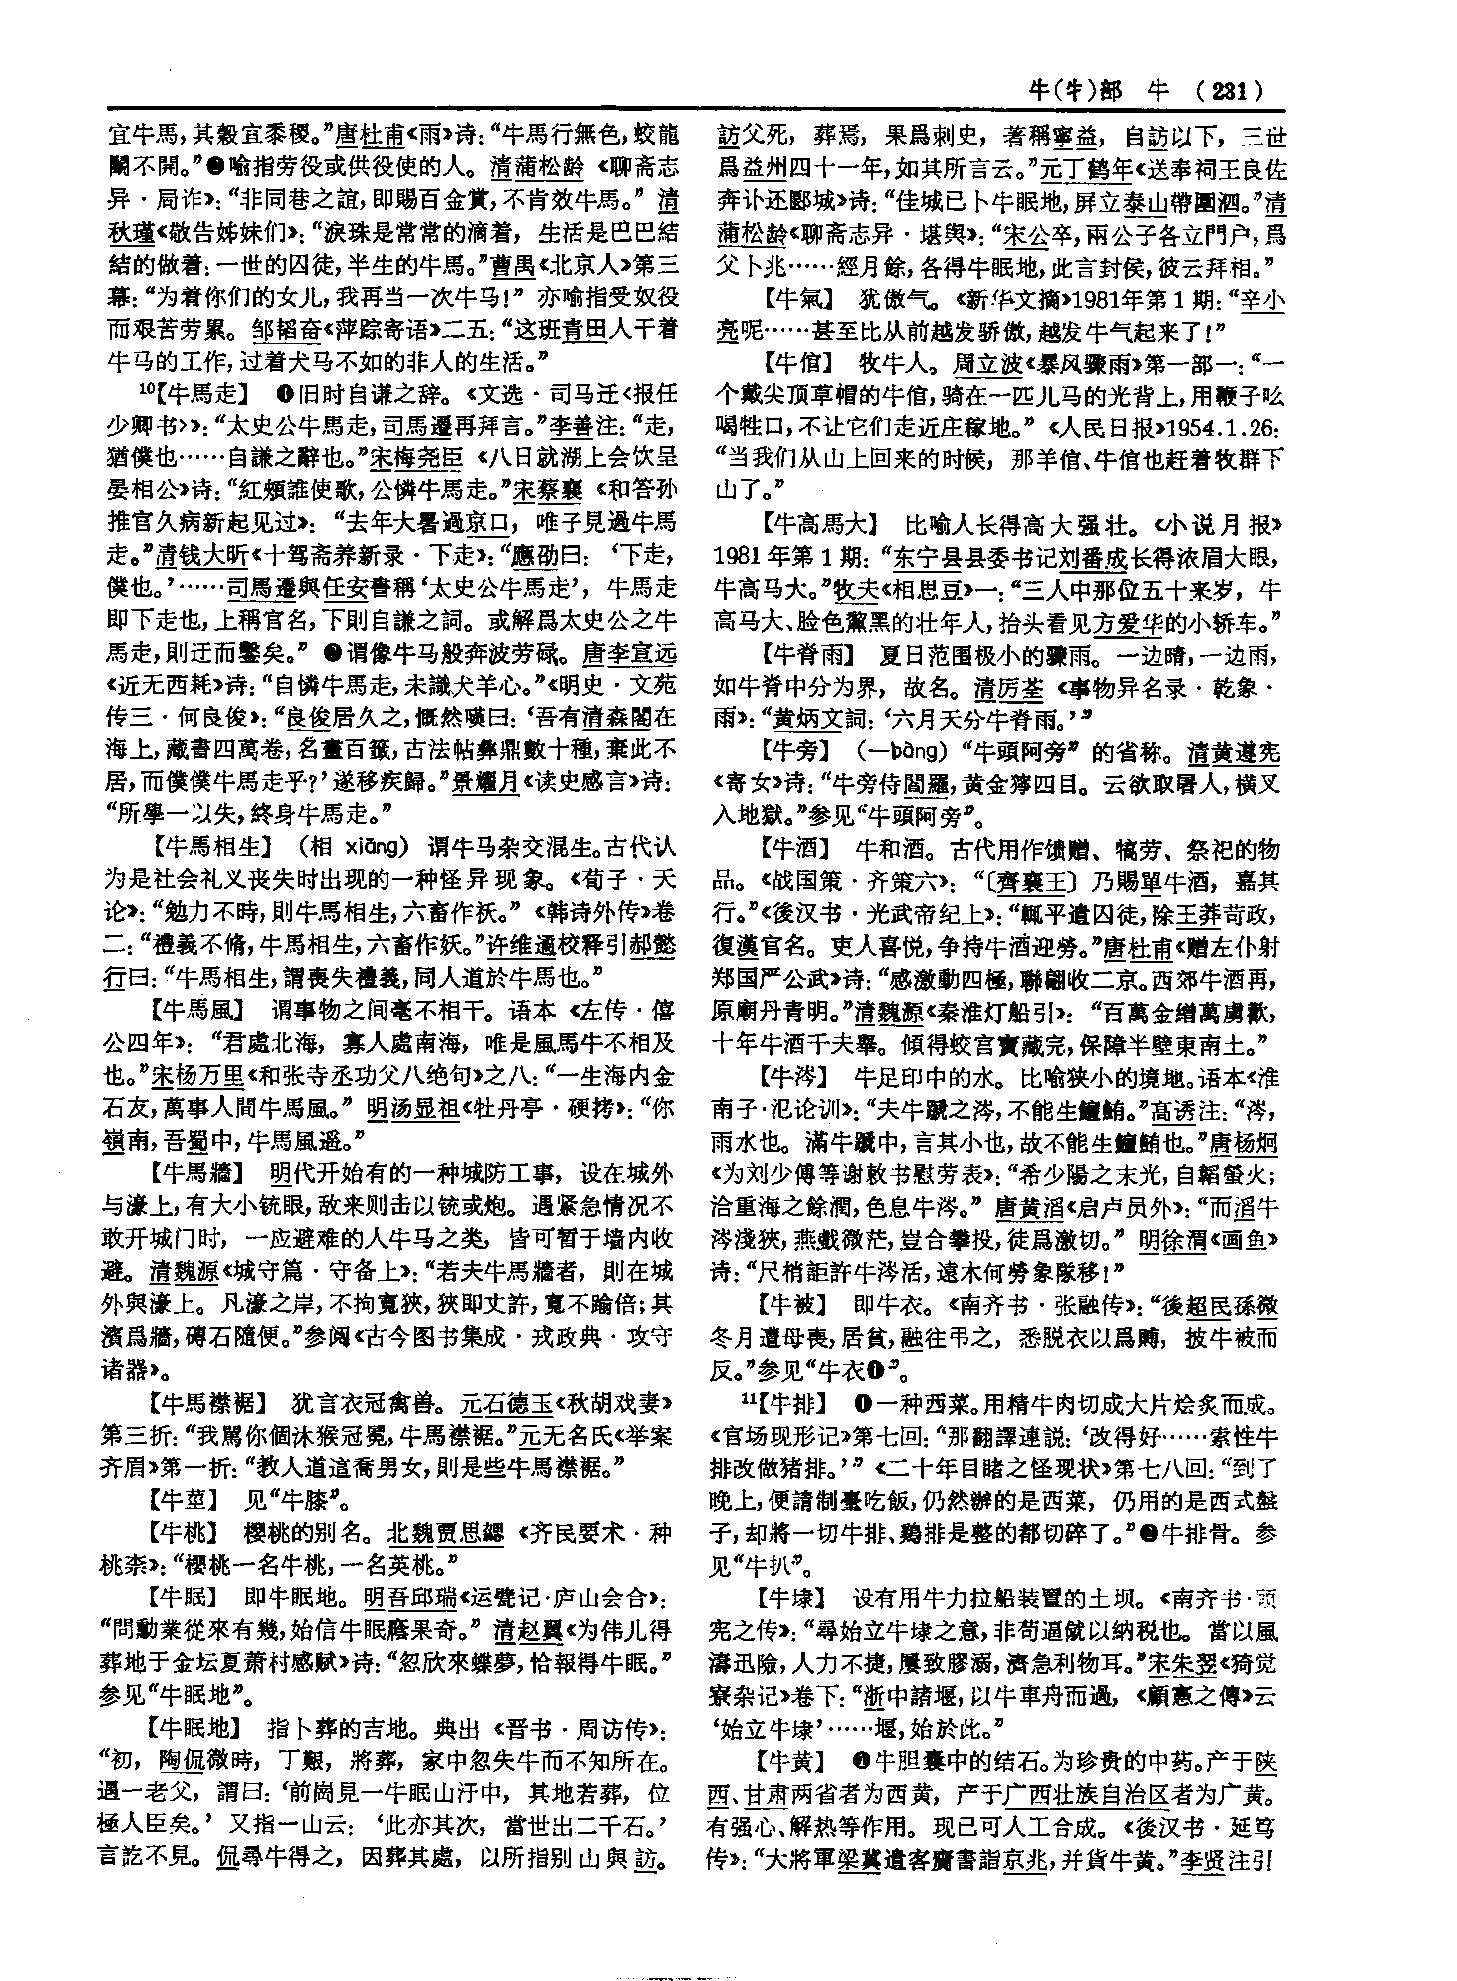 牛(牜)部 牛 (231)
宜牛馬,其穀宜黍稷。”唐杜甫《雨》诗:“牛馬行無色,蛟龍
鬭不開。”❷喻指劳役或供役使的人。清蒲松龄《聊斋志
异·局诈》:“非同巷之誼,即賜百金賞,不肯效牛馬。”清
秋瑾《敬告姊妹们》:“淚珠是常常的滴着,生活是巴巴結
結的做着:一世的囚徒,半生的牛馬。”曹禺《北京人》第三
幕:“为着你们的女儿,我再当一次牛马!”亦喻指受奴役
而艰苦劳累。邹韬奋《萍踪寄语》二五:“这班青田人干着
牛马的工作,过着犬马不如的非人的生活。”
¹⁰【牛馬走】 ❶旧时自谦之辞。《文选·司马迁〈报任
少卿书〉》:“太史公牛馬走,司馬遷再拜言。”李善注:“走,
猶僕也……自謙之辭也。”宋梅尧臣《八日就湖上会饮呈
晏相公》诗:“紅頰誰使歌,公憐牛馬走。”宋蔡襄《和答孙
推官久病新起见过》:“去年大暑過京口,唯子見過牛馬
走。”清钱大昕《十驾斋养新录·下走》:“應劭曰:‘下走,
僕也。’……司馬遷與任安書稱‘太史公牛馬走’,牛馬走
即下走也,上稱官名,下則自謙之詞。或解爲太史公之牛
馬走,則迂而鑿矣。”❷谓像牛马般奔波劳碌。唐李宣远
《近无西耗》诗:“自憐牛馬走,未識犬羊心。”《明史·文苑
传三·何良俊》:“良俊居久之,慨然嘆曰:‘吾有清森閣在
海上,藏書四萬卷,名畫百籤,古法帖彝鼎數十種,棄此不
居,而僕僕牛馬走乎?’遂移疾歸。”景耀月《读史感言》诗:
“所學一以失,終身牛馬走。”
【牛馬相生】 (相 xiāng) 谓牛马杂交混生。古代认
为是社会礼义丧失时出现的一种怪异现象。《荀子·天
论》:“勉力不時,則牛馬相生,六畜作祅。”《韩诗外传》卷
二:“禮義不脩,牛馬相生,六畜作妖。”许维遹校释引郝懿
行曰:“牛馬相生,謂喪失禮義,同人道於牛馬也。”
【牛馬風】 谓事物之间毫不相干。语本《左传·僖
公四年》:“君處北海,寡人處南海,唯是風馬牛不相及
也。”宋杨万里《和张寺丞功父八绝句》之八:“一生海内金
石友,萬事人間牛馬風。”明汤显祖《牡丹亭·硬拷》:“你
嶺南,吾蜀中,牛馬風遥。”
【牛馬牆】 明代开始有的一种城防工事,设在城外
与濠上,有大小铳眼,敌来则击以铳或炮。遇紧急情况不
敢开城门时,一应避难的人牛马之类,皆可暂于墙内收
避。清魏源《城守篇·守备上》:“若夫牛馬牆者,則在城
外與濠上。凡濠之岸,不拘寬狹,狹即丈許,寬不踰倍;其
濱爲牆,磚石隨便。”参阅《古今图书集成·戎政典·攻守
诸器》。
【牛馬襟裾】 犹言衣冠禽兽。元石德玉《秋胡戏妻》
第三折:“我罵你個沐猴冠冕,牛馬襟裾。”元无名氏《举案
齐眉》第一折:“教人道這喬男女,則是些牛馬襟裾。”
【牛莖】 见“牛膝”。
【牛桃】 樱桃的别名。北魏贾思勰《齐民要术·种
桃柰》:“櫻桃一名牛桃,一名英桃。”
【牛眠】 即牛眠地。明吾邱瑞《运甓记·庐山会合》:
“問勳業從來有幾,始信牛眠蔭果奇。”清赵翼《为伟儿得
葬地于金坛夏萧村感赋》诗:“忽欣來蝶夢,恰報得牛眠。”
参见“牛眠地”。
【牛眠地】 指卜葬的吉地。典出《晋书·周访传》:
“初,陶侃微時,丁艱,將葬,家中忽失牛而不知所在。
遇一老父,謂曰:‘前崗見一牛眠山汙中,其地若葬,位
極人臣矣。’又指一山云:‘此亦其次,當世出二千石。’
言訖不見。侃尋牛得之,因葬其處,以所指别山與訪。
訪父死,葬焉,果爲刺史,著稱寧益,自訪以下,三世
爲益州四十一年,如其所言云。”元丁鹤年《送奉祠王良佐
奔讣还鄞城》诗:“佳城已卜牛眠地,屏立泰山帶圍泗。”清
蒲松龄《聊斋志异·堪舆》:“宋公卒,兩公子各立門户,爲
父卜兆……經月餘,各得牛眠地,此言封侯,彼云拜相。”
【牛氣】 犹傲气。《新华文摘》1981年第1期:“辛小
亮呢……甚至比从前越发骄傲,越发牛气起来了!”
【牛倌】 牧牛人。周立波《暴风骤雨》第一部一:“一
个戴尖顶草帽的牛倌,骑在一匹儿马的光背上,用鞭子吆
喝牲口,不让它们走近庄稼地。”《人民日报》1954.1.26:
“当我们从山上回来的时候,那羊倌、牛倌也赶着牧群下
山了。”
【牛高馬大】 比喻人长得高大强壮。《小说月报》
1981年第1期:“东宁县县委书记刘番成长得浓眉大眼,
牛高马大。”牧夫《相思豆》一:“三人中那位五十来岁,牛
高马大、脸色黧黑的壮年人,抬头看见方爱华的小轿车。”
【牛脊雨】 夏日范围极小的骤雨。一边晴,一边雨,
如牛脊中分为界,故名。清厉荃《事物异名录·乾象·
雨》:“黄炳文詞:‘六月天分牛脊雨。’”
【牛旁】 (—bàng)“牛頭阿旁”的省称。清黄遵宪
《寄女》诗:“牛旁侍閻羅,黄金𥱧四目。云欲取屠人,横叉
入地獄。”参见“牛頭阿旁”。
【牛酒】 牛和酒。古代用作馈赠、犒劳、祭祀的物
品。《战国策·齐策六》:“〔齊襄王〕乃賜單牛酒,嘉其
行。”《後汉书·光武帝纪上》:“輒平遣囚徒,除王莽苛政,
復漢官名。吏人喜悦,争持牛酒迎勞。”唐杜甫《赠左仆射
郑国严公武》诗:“感激動四極,聯翩收二京。西郊牛酒再,
原廟丹青明。”清魏源《秦淮灯船引》:“百萬金繒萬虜歡,
十年牛酒千夫舉。傾得蛟宫寶藏完,保障半壁東南土。”
【牛涔】 牛足印中的水。比喻狭小的境地。语本《淮
南子·氾论训》:“夫牛蹏之涔,不能生鱣鮪。”高诱注:“涔,
雨水也。滿牛蹏中,言其小也,故不能生鱣鮪也。”唐杨炯
《为刘少傅等谢敕书慰劳表》:“希少陽之末光,自韜螢火;
洽重海之餘潤,色息牛涔。”唐黄滔《启卢员外》:“而滔牛
涔淺狹,燕蟻微茫,豈合攀投,徒爲激切。”明徐渭《画鱼》
诗:“尺梢詎許牛涔活,遠木何勞象隊移!”
【牛被】 即牛衣。《南齐书·张融传》:“後超民孫微
冬月遭母喪,居貧,融往弔之,悉脱衣以爲賻,披牛被而
反。”参见“牛衣❶”。
¹¹【牛排】 ❶一种西菜。用精牛肉切成大片烩炙而成。
《官场现形记》第七回:“那翻譯連説:‘改得好……索性牛
排改做猪排。’”《二十年目睹之怪现状》第七八回:“到了
晚上,便請制臺吃飯,仍然辦的是西菜,仍用的是西式盤
子,却將一切牛排、鷄排是整的都切碎了。”❷牛排骨。参
见“牛扒”。
【牛埭】 设有用牛力拉船装置的土坝。《南齐书·顾
宪之传》:“尋始立牛埭之意,非苟逼僦以納税也。當以風
濤迅險,人力不捷,屢致膠溺,濟急利物耳。”宋朱翌《猗觉
寮杂记》卷下:“浙中諸堰,以牛車舟而過,《顧憲之傳》云
‘始立牛埭’……堰,始於此。”
【牛黄】 ❶牛胆囊中的结石。为珍贵的中药。产于陕
西、甘肃两省者为西黄,产于广西壮族自治区者为广黄。
有强心、解热等作用。现已可人工合成。《後汉书·延笃
传》:“大將軍梁冀遣客齎書詣京兆,并貨牛黄。”李贤注引